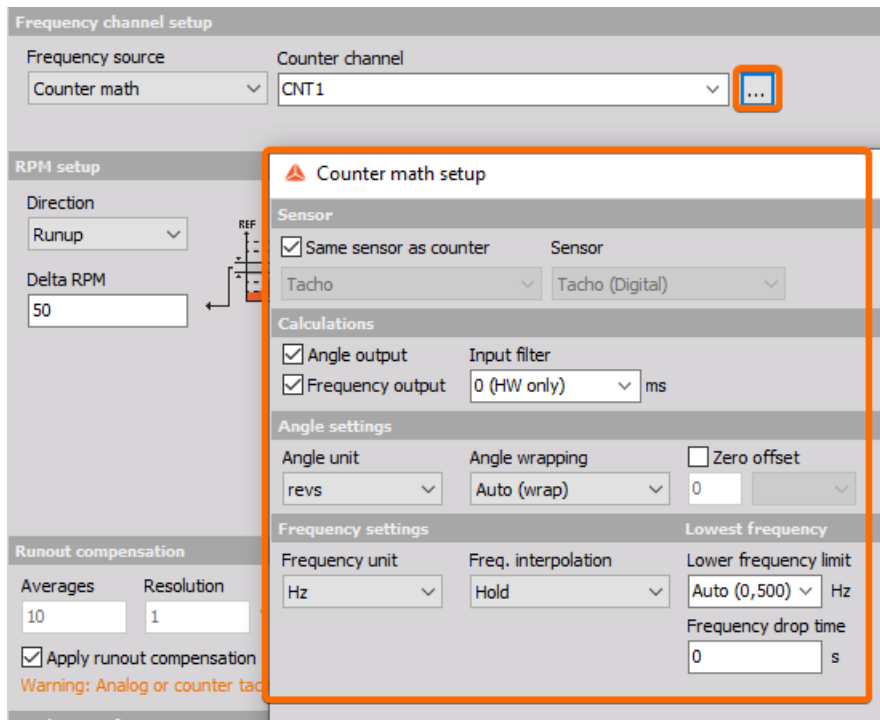 Frequency channel setup
Frequency source Counter channel
Counter math CNT1 ...
RPM setup
Direction
Runup
REF
Delta RPM
50
Counter math setup
Sensor
Same sensor as counter Sensor
Tacho Tacho (Digital)
Calculations
Angle output Input filter
Frequency output 0 (HW only) ms
Angle settings
Angle unit Angle wrapping Zero offset
revs Auto (wrap) 0
Frequency settings Lowest frequency
Frequency unit Freq. interpolation Lower frequency limit
Hz Hold Auto (0,500) Hz
Frequency drop time
0 s
Runout compensation
Averages Resolution
10 1
Apply runout compensation
Warning: Analog or counter tac